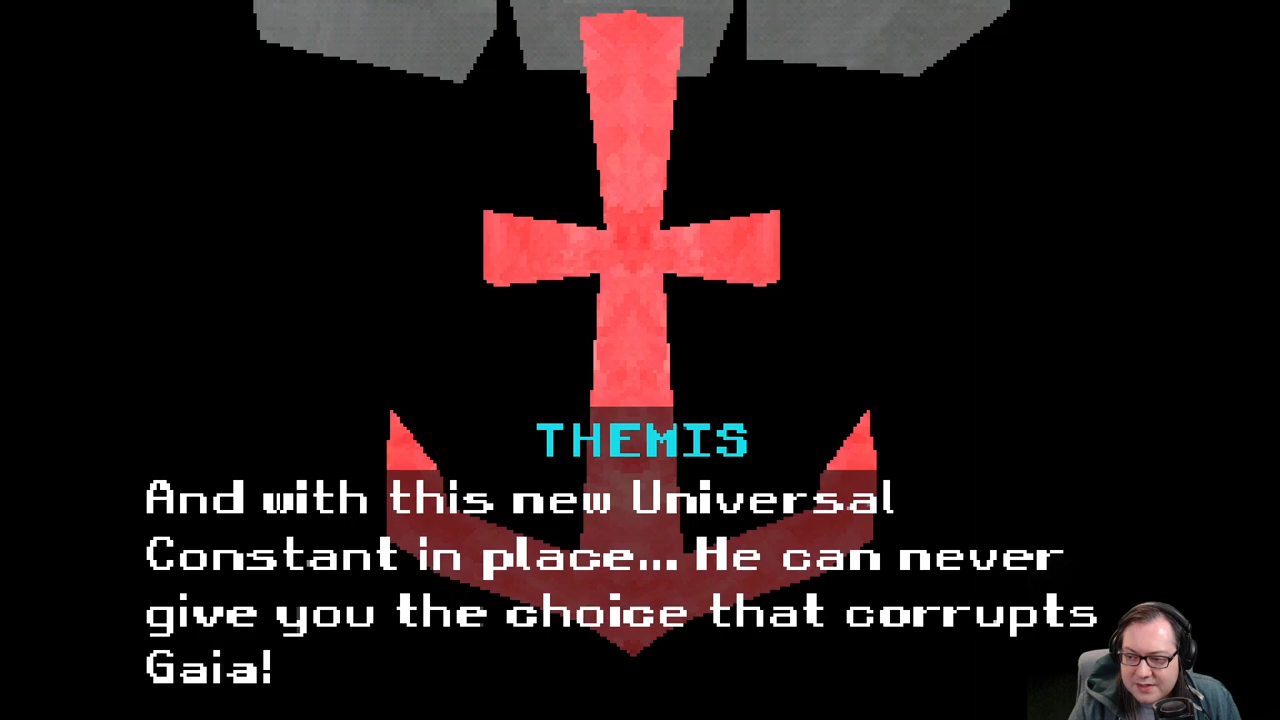 THEMIS
And with this new Universal
Constant in place... He can never
give you the choice that corrupts
Gaia!